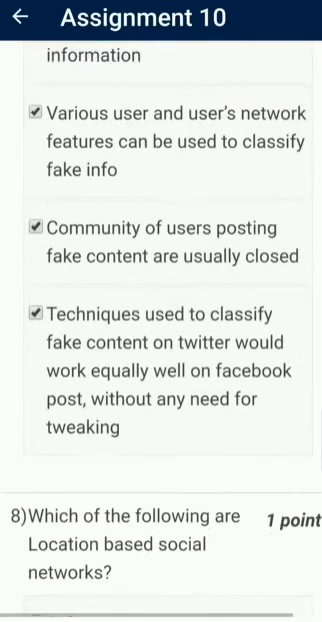 Assignment 10
information
Various user and user's network
features can be used to classify
fake info
Community of users posting
fake content are usually closed
Techniques used to classify
fake content on twitter would
work equally well on facebook
post, without any need for
tweaking
8)Which of the following are 1 point
Location based social
networks?